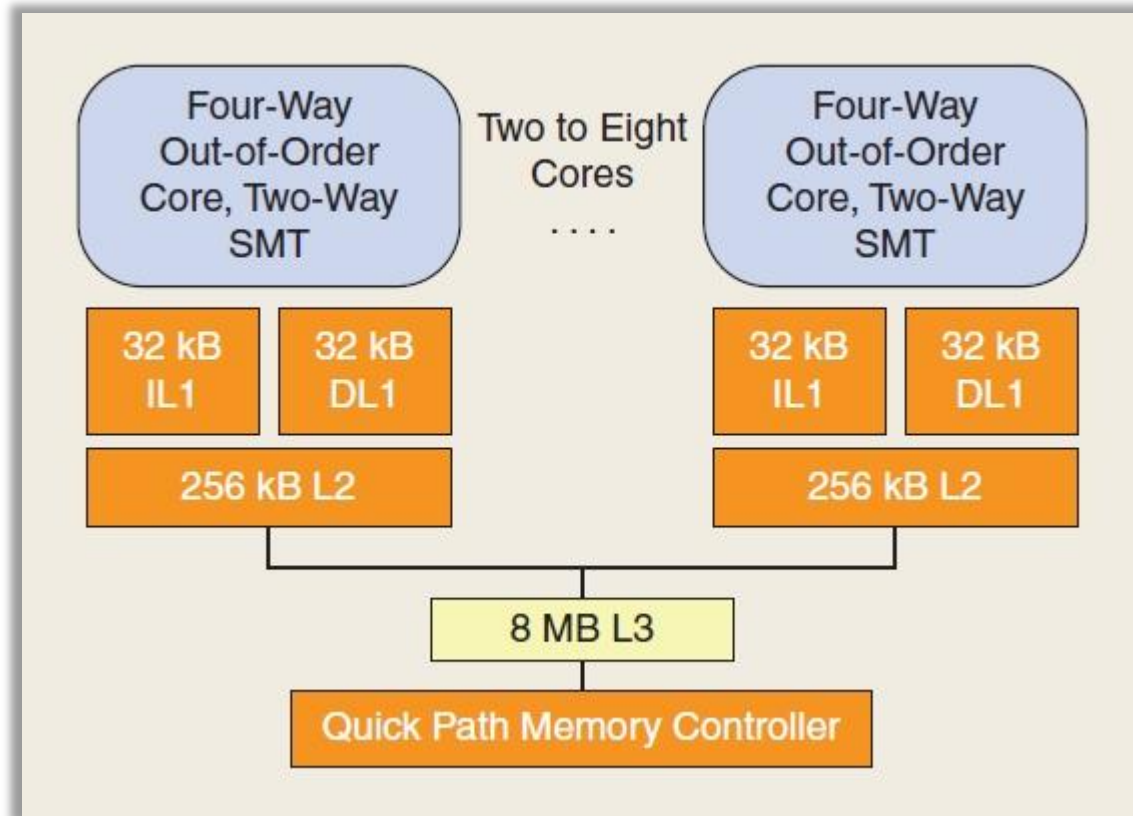 Four-Way
Out-of-Order
Core, Two-Way
SMT
Two to Eight
Cores
. . . .
Four-Way
Out-of-Order
Core, Two-Way
SMT
32 kB
IL1
32 kB
DL1
32 kB
IL1
32 kB
DL1
256 kB L2
256 kB L2
8 MB L3
Quick Path Memory Controller